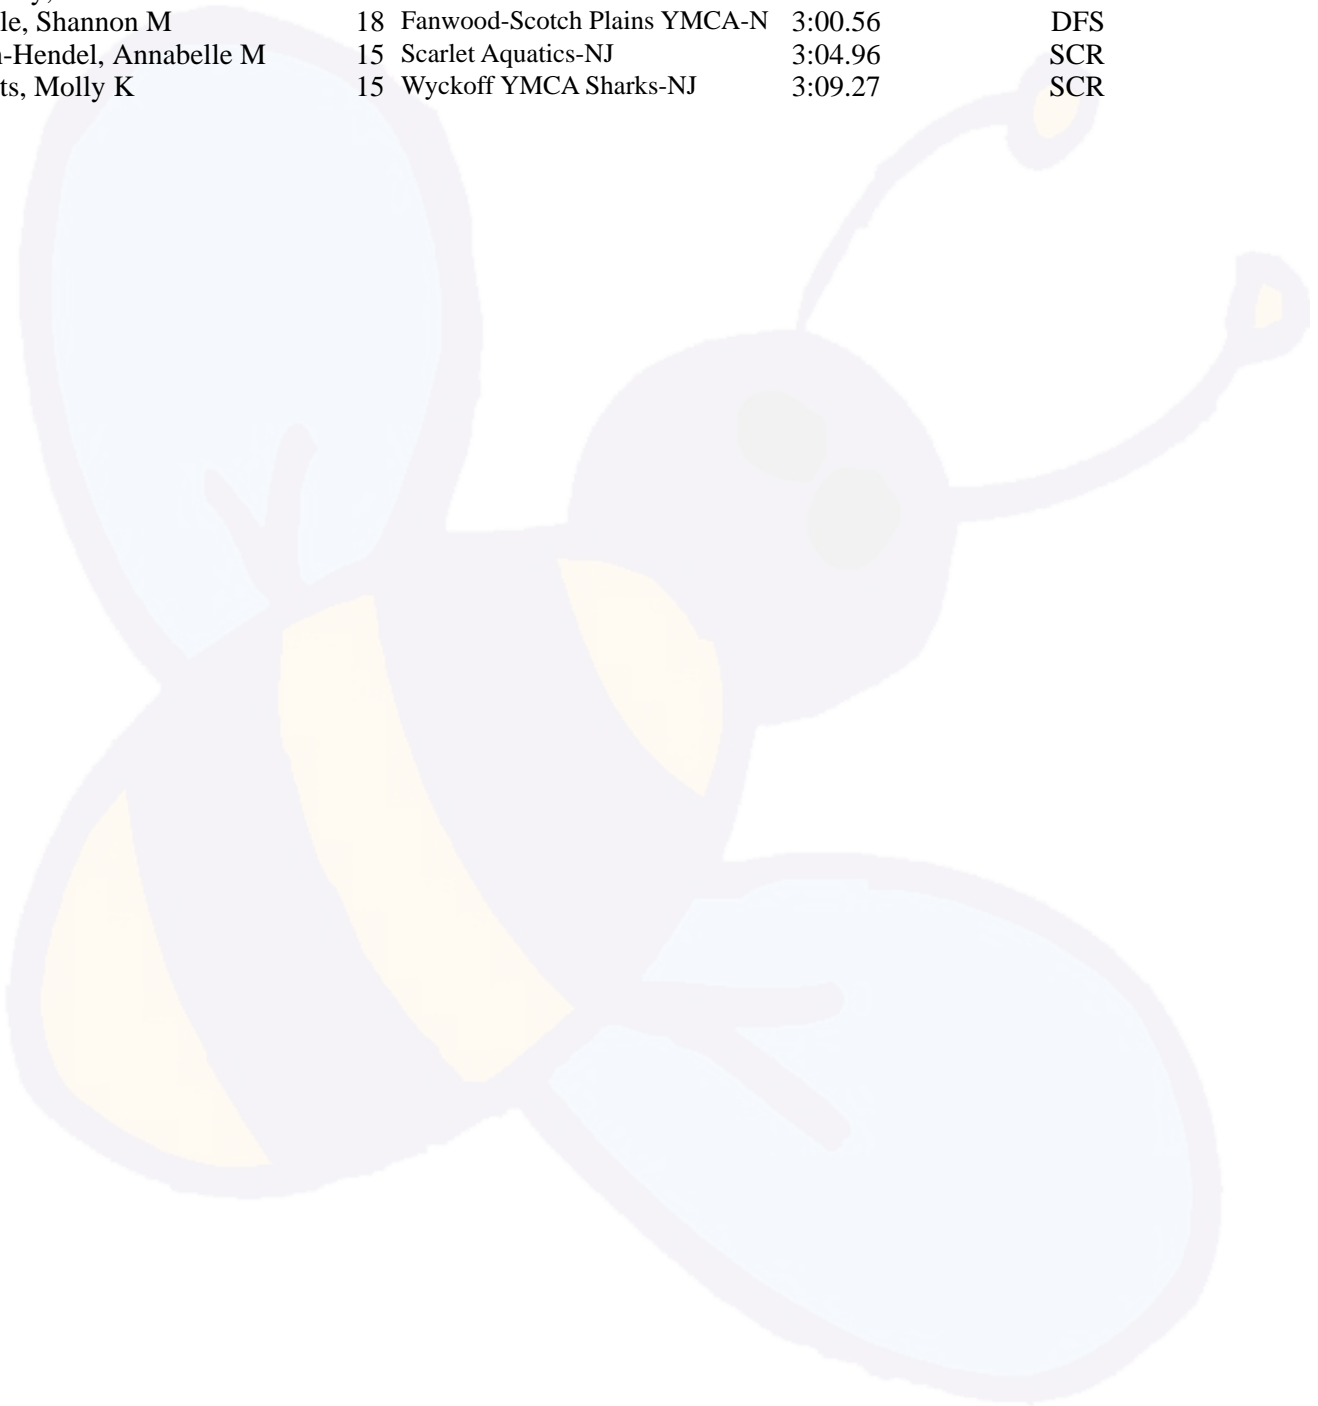 le, Shannon M 18 Fanwood-Scotch Plains YMCA-N 3:00.56 DFS
-Hendel, Annabelle M 15 Scarlet Aquatics-NJ 3:04.96 SCR
ts, Molly K 15 Wyckoff YMCA Sharks-NJ 3:09.27 SCR